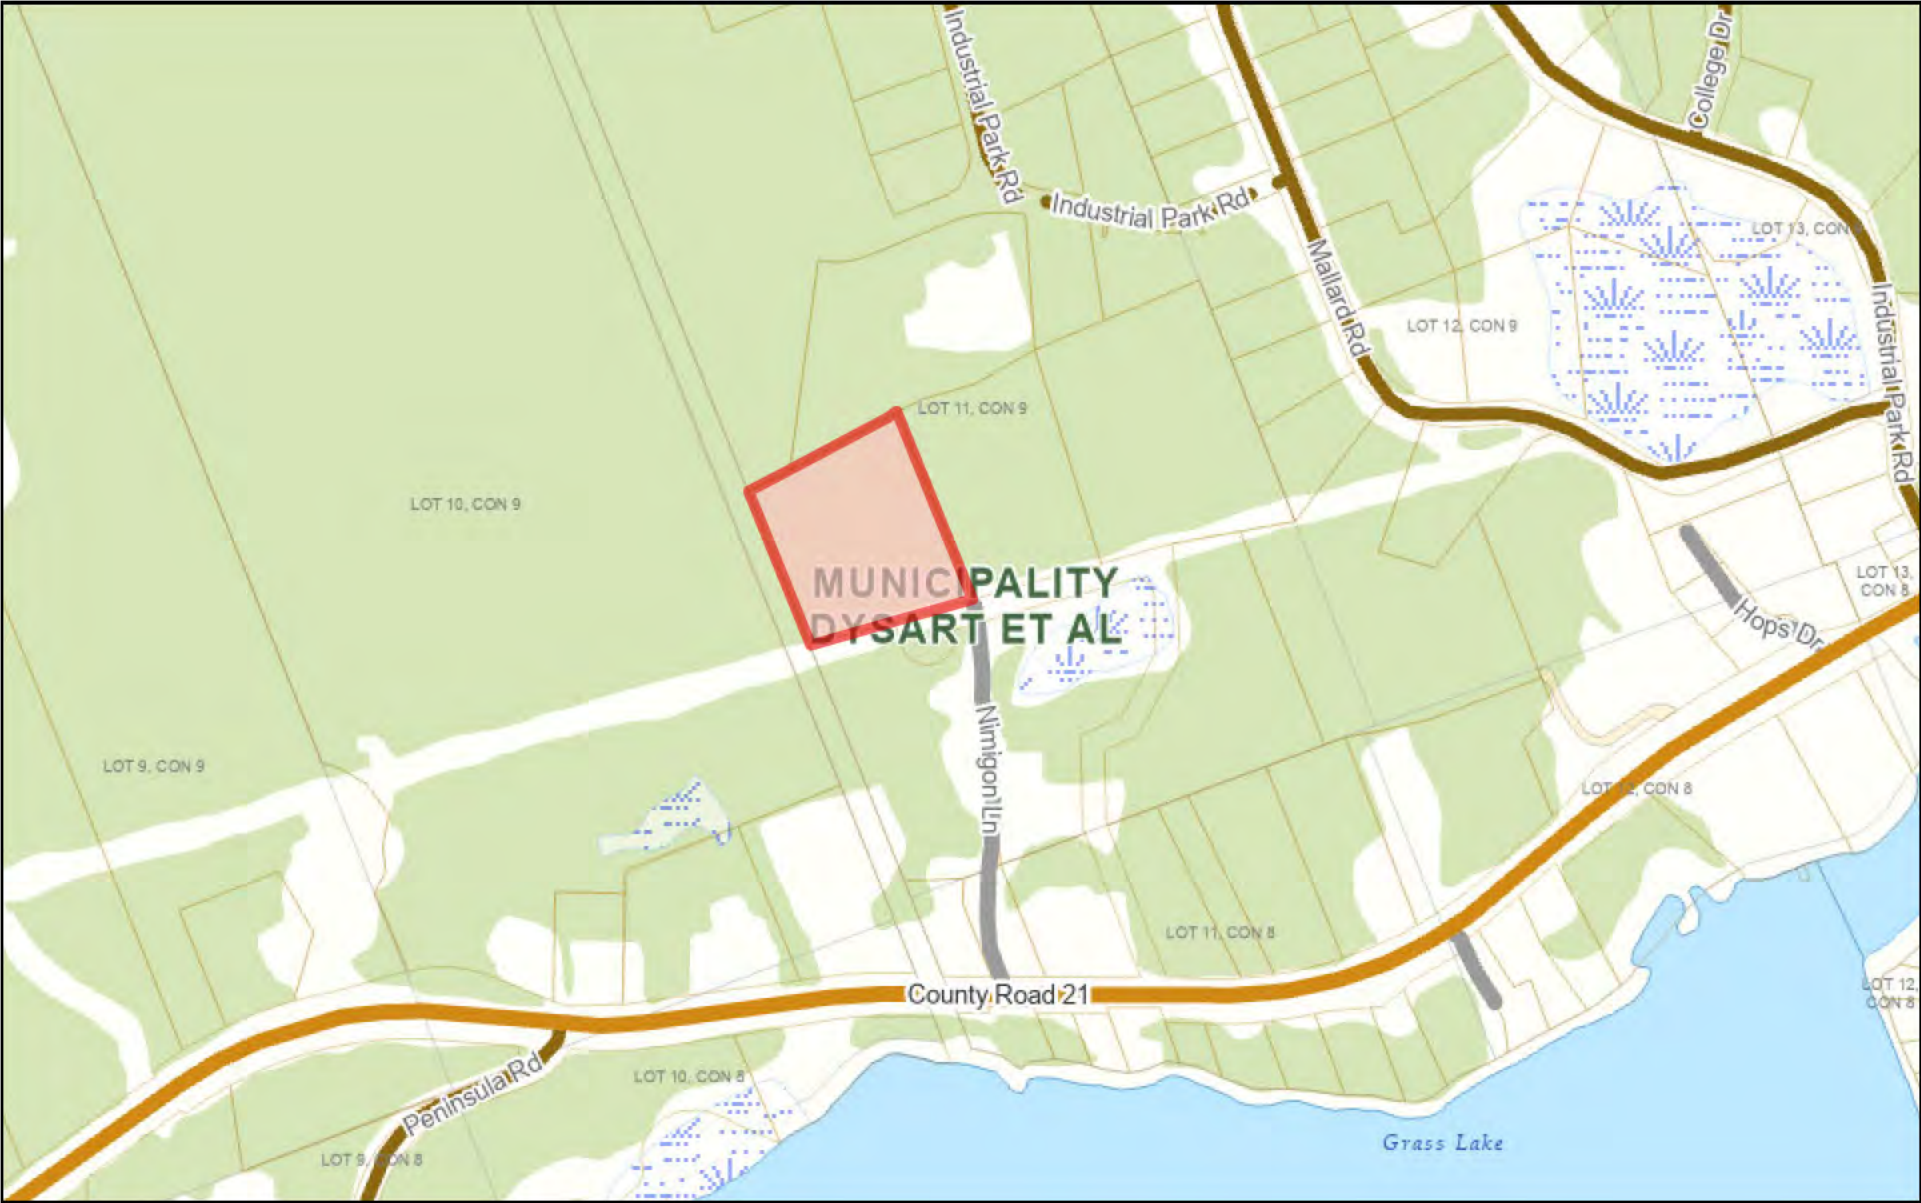 Industrial Park Rd
College Dr
Industrial Park Rd
LOT 13, CON
Mallard Rd
LOT 12, CON 9
Industrial Park Rd
LOT 11, CON 9
LOT 10, CON 9
MUNICIPALITY
DYSART ET AL
LOT 13,
CON 8
Hops Dr
Nimigon Ln
LOT 9, CON 9
LOT 12, CON 8
LOT 11, CON 8
County Road 21
LOT 12,
CON 8
Peninsula Rd
LOT 10, CON 8
Grass Lake
LOT 9, CON 8